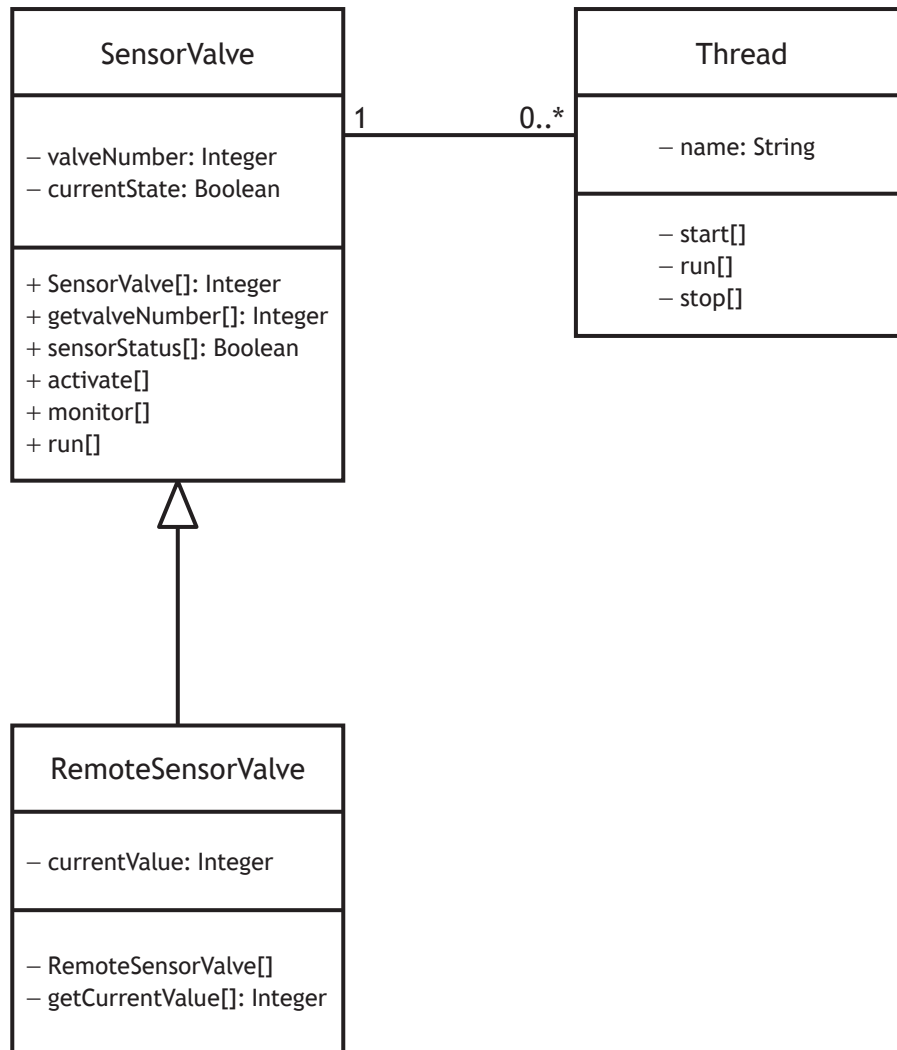 SensorValve
– valveNumber: Integer
– currentState: Boolean
+ SensorValve[]: Integer
+ getvalveNumber[]: Integer
+ sensorStatus[]: Boolean
+ activate[]
+ monitor[]
+ run[]
1
0..*
Thread
– name: String
– start[]
– run[]
– stop[]
RemoteSensorValve
– currentValue: Integer
– RemoteSensorValve[]
– getCurrentValue[]: Integer